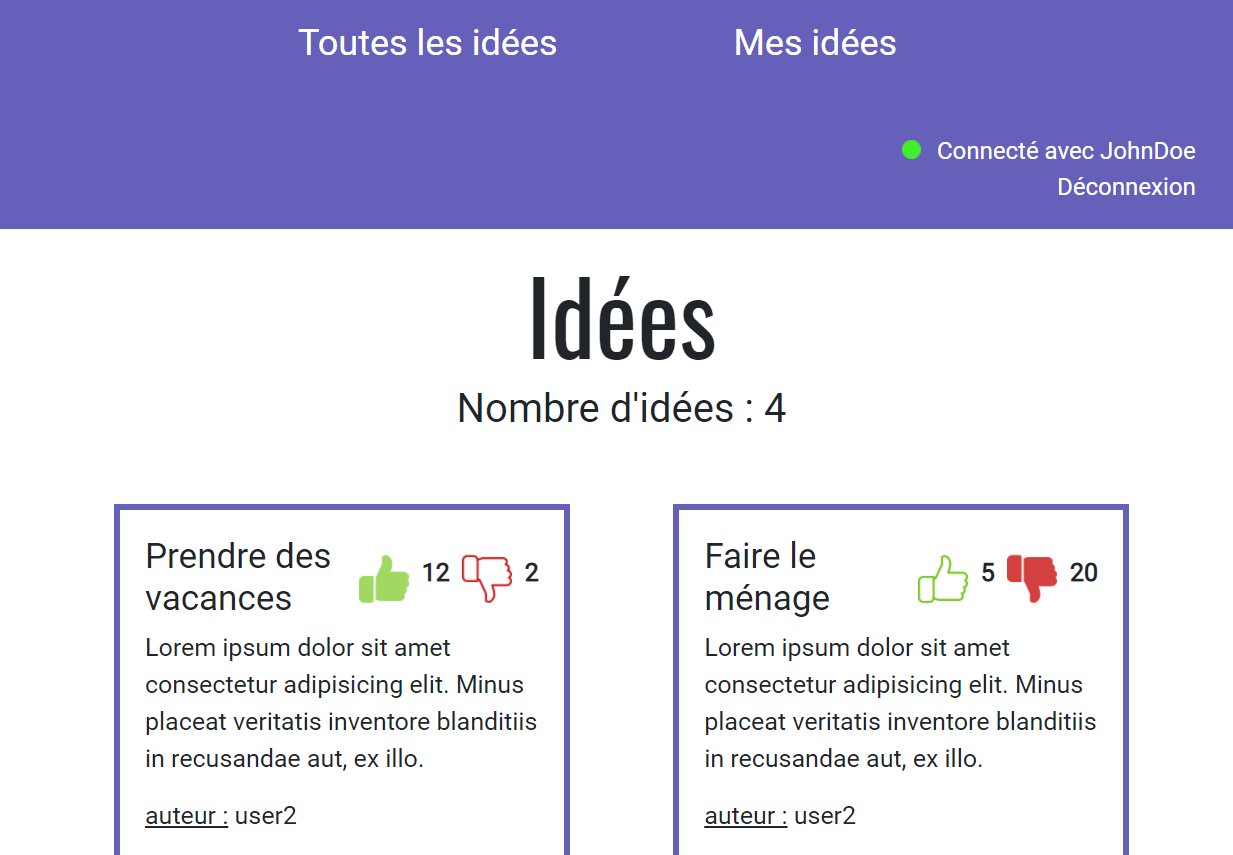 Toutes les idées
Mes idées
Connecté avec JohnDoe
Déconnexion
Idées
Nombre d'idées : 4
Prendre des
vacances
12
2
Lorem ipsum dolor sit amet
consectetur adipisicing elit. Minus
placeat veritatis inventore blanditiis
in recusandae aut, ex illo.
auteur : user2
Faire le
ménage
5
20
Lorem ipsum dolor sit amet
consectetur adipisicing elit. Minus
placeat veritatis inventore blanditiis
in recusandae aut, ex illo.
auteur : user2